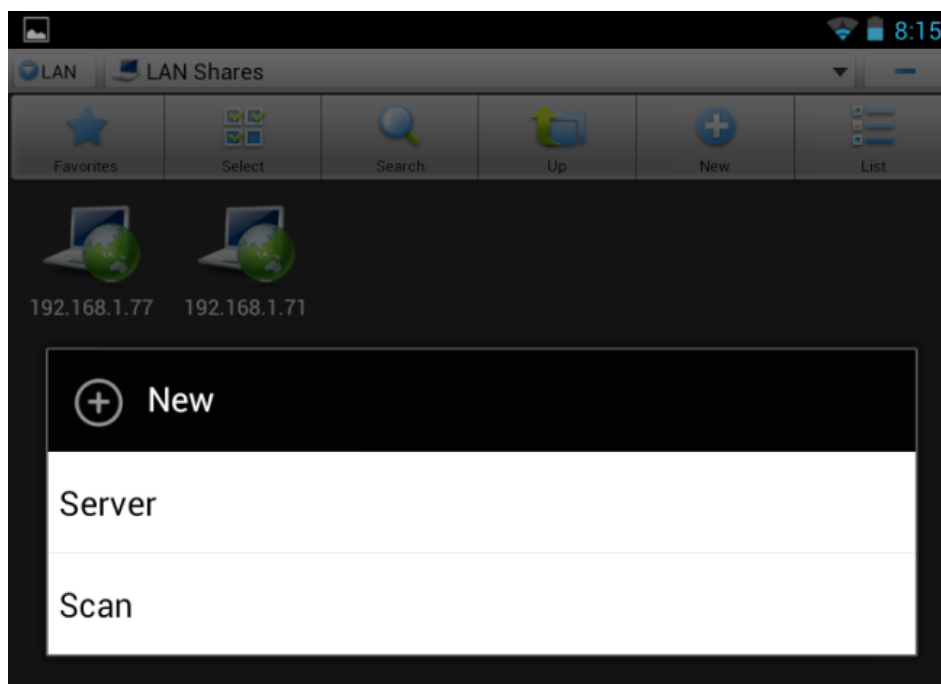 8:15
LAN LAN Shares
Favorites Select Search Up New List
192.168.1.77 192.168.1.71
New
Server
Scan